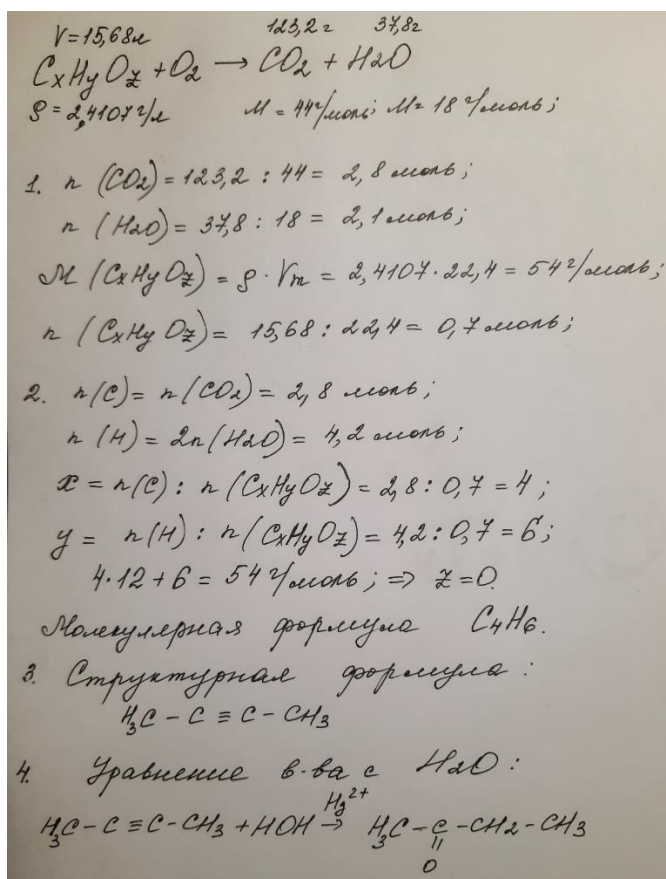 V=15,68л 123,2г 37,8г
CxHyOz + O2 → CO2 + H2O
ρ = 2,4107 г/л M = 44 г/моль; M = 18 г/моль;
1. n (CO2) = 123,2 : 44 = 2,8 моль;
n (H2O) = 37,8 : 18 = 2,1 моль;
M (CxHyOz) = ρ · Vm = 2,4107 · 22,4 = 54 г/моль;
n (CxHyOz) = 15,68 : 22,4 = 0,7 моль;
2. n(C) = n(CO2) = 2,8 моль;
n (H) = 2n(H2O) = 4,2 моль;
x = n(C) : n (CxHyOz) = 2,8 : 0,7 = 4;
y = n(H) : n (CxHyOz) = 4,2 : 0,7 = 6;
4·12 + 6 = 54 г/моль; => z=0.
Молекулярная формула C4H6.
3. Структурная формула:
H3C – C ≡ C – CH3
4. Уравнение в-ва с H2O:
Hg2+
H3C – C ≡ C – CH3 + HOH → H3C – C – CH2 – CH3
||
O